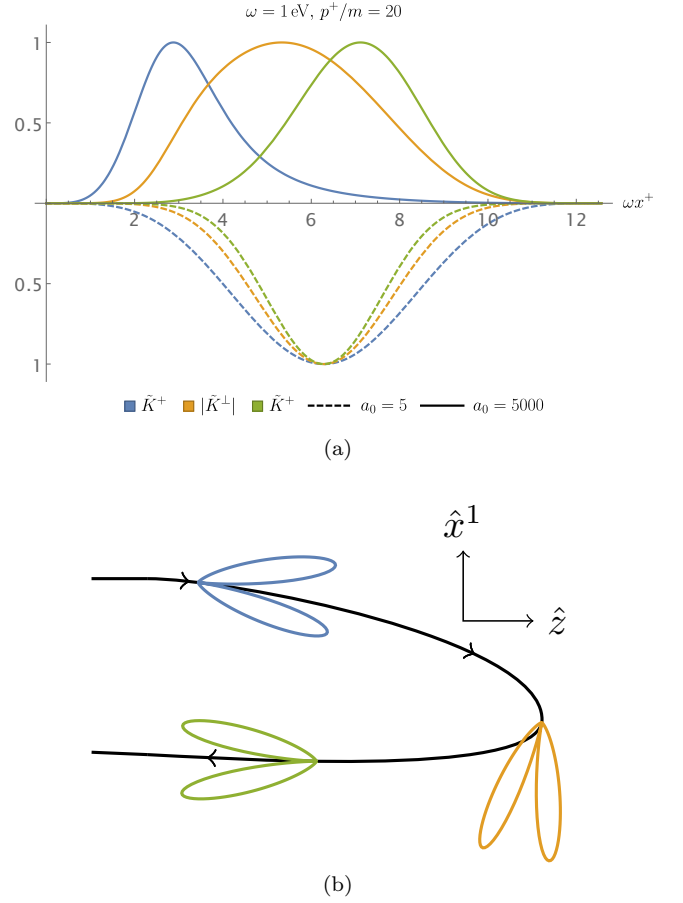 ω = 1 eV, p⁺/m = 20
1
0.5
2 4 6 8 10 12 ωx⁺
0.5
1
K̃⁺ |K̃^⊥| K̃⁺ a₀ = 5 a₀ = 5000
(a)
x̂¹
ẑ
(b)